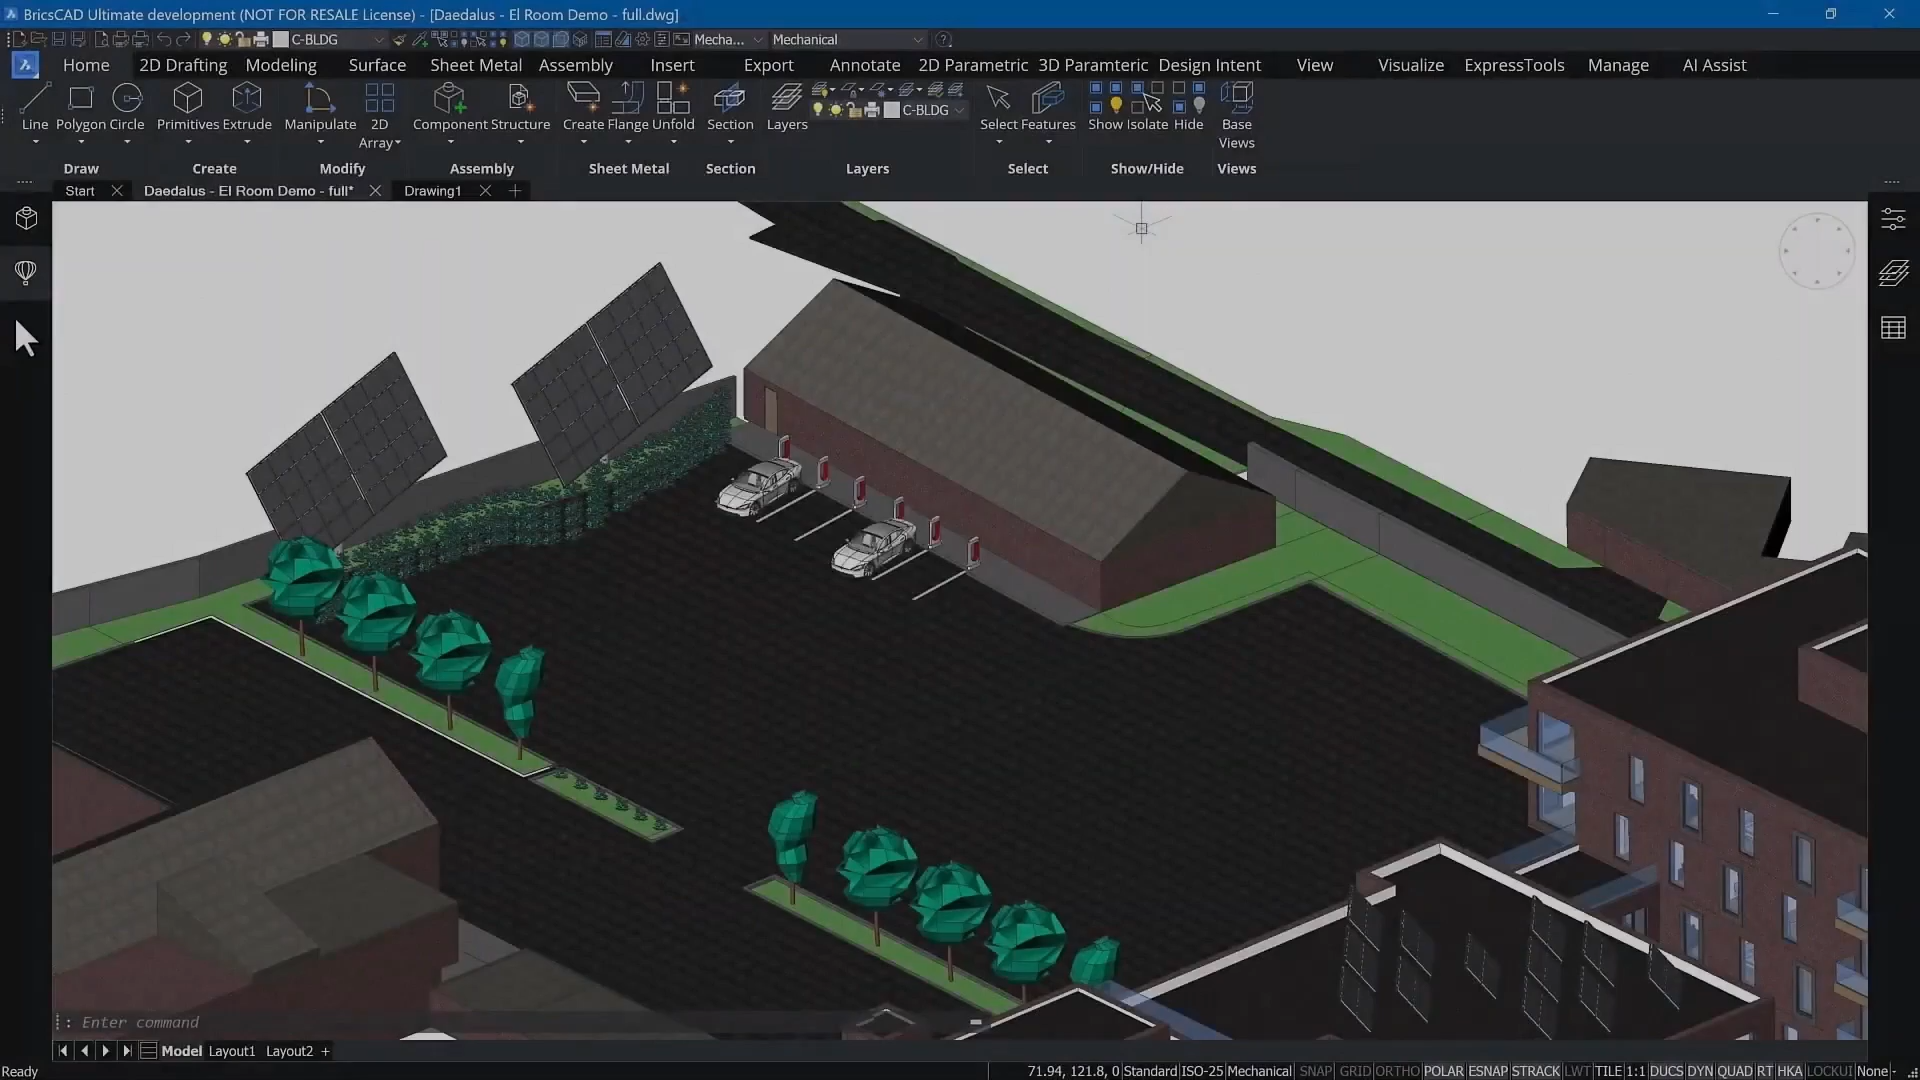 BricsCAD Ultimate development (NOT FOR RESALE License) - [Daedalus - El Room Demo - full.dwg]
C-BLDG Mecha... Mechanical
Home 2D Drafting Modeling Surface Sheet Metal Assembly Insert Export Annotate 2D Parametric 3D Paramteric Design Intent View Visualize ExpressTools Manage AI Assist
C-BLDG
Line Polygon Circle Primitives Extrude Manipulate 2D Component Structure Create Flange Unfold Section Layers Select Features Show Isolate Hide Base
Array Views
Draw Create Modify Assembly Sheet Metal Section Layers Select Show/Hide Views
Start Daedalus - El Room Demo - full* Drawing1
: Enter command
Model Layout1 Layout2 +
Ready 71.94, 121.8, 0 Standard ISO-25 Mechanical SNAP GRID ORTHO POLAR ESNAP STRACK LWT TILE 1:1 DUCS DYN QUAD RT HKA LOCKUI None